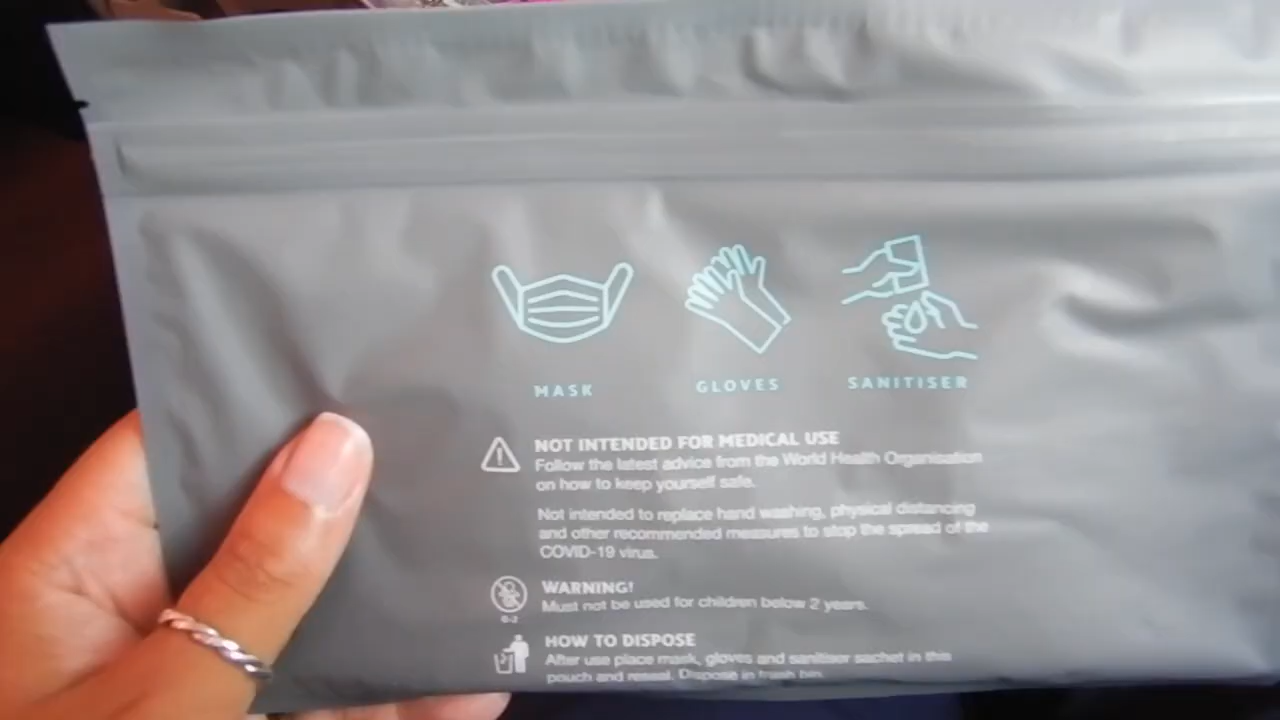 MASK GLOVES SANITISER
NOT INTENDED FOR MEDICAL USE
Follow the latest advice from the World Health Organisation
on how to keep yourself safe.
Not intended to replace hand washing, physical distancing
and other recommended measures to stop the spread of the
COVID-19 virus.
WARNING!
Must not be used for children below 2 years.
0-2
HOW TO DISPOSE
After use place mask, gloves and sanitiser sachet in this
pouch and reseal. Dispose in trash bin.